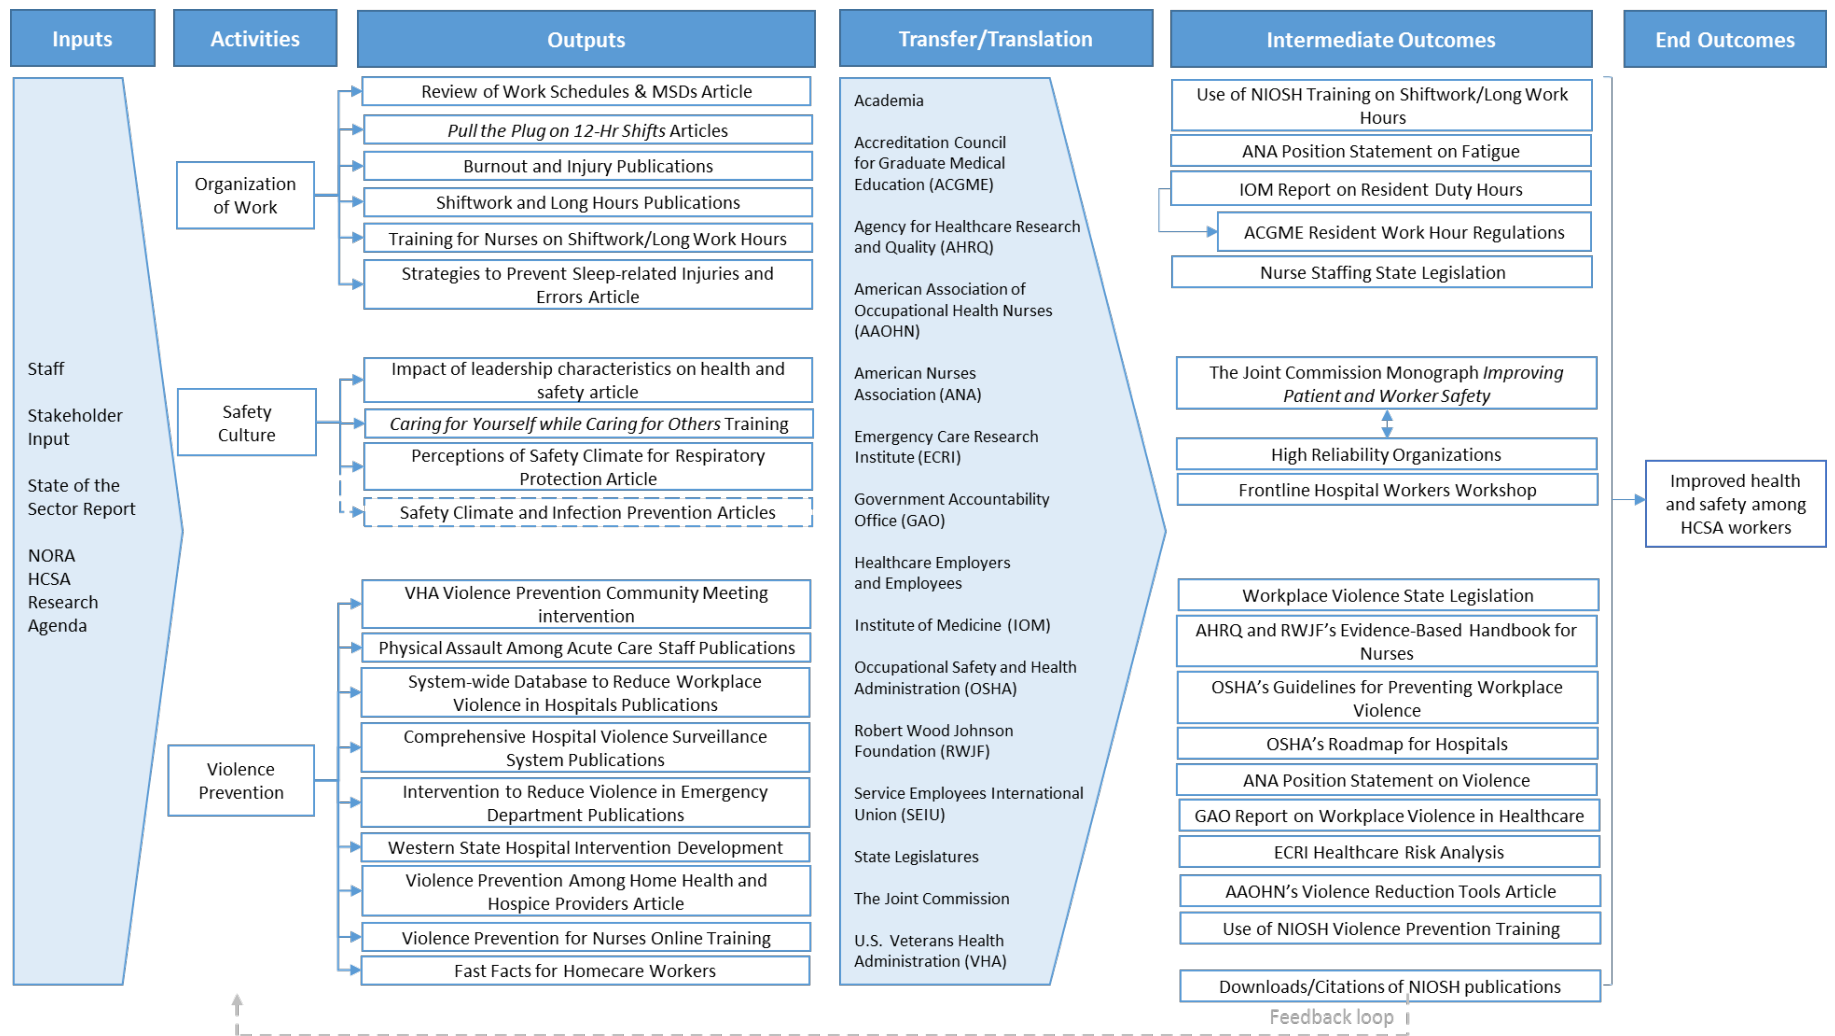 Inputs
Activities
Outputs
Transfer/Translation
Intermediate Outcomes
End Outcomes
Staff
Stakeholder
Input
State of the
Sector Report
NORA
HCSA
Research
Agenda
Organization
of Work
Safety
Culture
Violence
Prevention
Review of Work Schedules & MSDs Article
Pull the Plug on 12-Hr Shifts Articles
Burnout and Injury Publications
Shiftwork and Long Hours Publications
Training for Nurses on Shiftwork/Long Work Hours
Strategies to Prevent Sleep-related Injuries and
Errors Article
Impact of leadership characteristics on health and
safety article
Caring for Yourself while Caring for Others Training
Perceptions of Safety Climate for Respiratory
Protection Article
Safety Climate and Infection Prevention Articles
VHA Violence Prevention Community Meeting
intervention
Physical Assault Among Acute Care Staff Publications
System-wide Database to Reduce Workplace
Violence in Hospitals Publications
Comprehensive Hospital Violence Surveillance
System Publications
Intervention to Reduce Violence in Emergency
Department Publications
Western State Hospital Intervention Development
Violence Prevention Among Home Health and
Hospice Providers Article
Violence Prevention for Nurses Online Training
Fast Facts for Homecare Workers
Academia
Accreditation Council
for Graduate Medical
Education (ACGME)
Agency for Healthcare Research
and Quality (AHRQ)
American Association of
Occupational Health Nurses
(AAOHN)
American Nurses
Association (ANA)
Emergency Care Research
Institute (ECRI)
Government Accountability
Office (GAO)
Healthcare Employers
and Employees
Institute of Medicine (IOM)
Occupational Safety and Health
Administration (OSHA)
Robert Wood Johnson
Foundation (RWJF)
Service Employees International
Union (SEIU)
State Legislatures
The Joint Commission
U.S. Veterans Health
Administration (VHA)
Use of NIOSH Training on Shiftwork/Long Work
Hours
ANA Position Statement on Fatigue
IOM Report on Resident Duty Hours
ACGME Resident Work Hour Regulations
Nurse Staffing State Legislation
The Joint Commission Monograph Improving
Patient and Worker Safety
High Reliability Organizations
Frontline Hospital Workers Workshop
Workplace Violence State Legislation
AHRQ and RWJF's Evidence-Based Handbook for
Nurses
OSHA's Guidelines for Preventing Workplace
Violence
OSHA's Roadmap for Hospitals
ANA Position Statement on Violence
GAO Report on Workplace Violence in Healthcare
ECRI Healthcare Risk Analysis
AAOHN's Violence Reduction Tools Article
Use of NIOSH Violence Prevention Training
Downloads/Citations of NIOSH publications
Improved health
and safety among
HCSA workers
Feedback loop